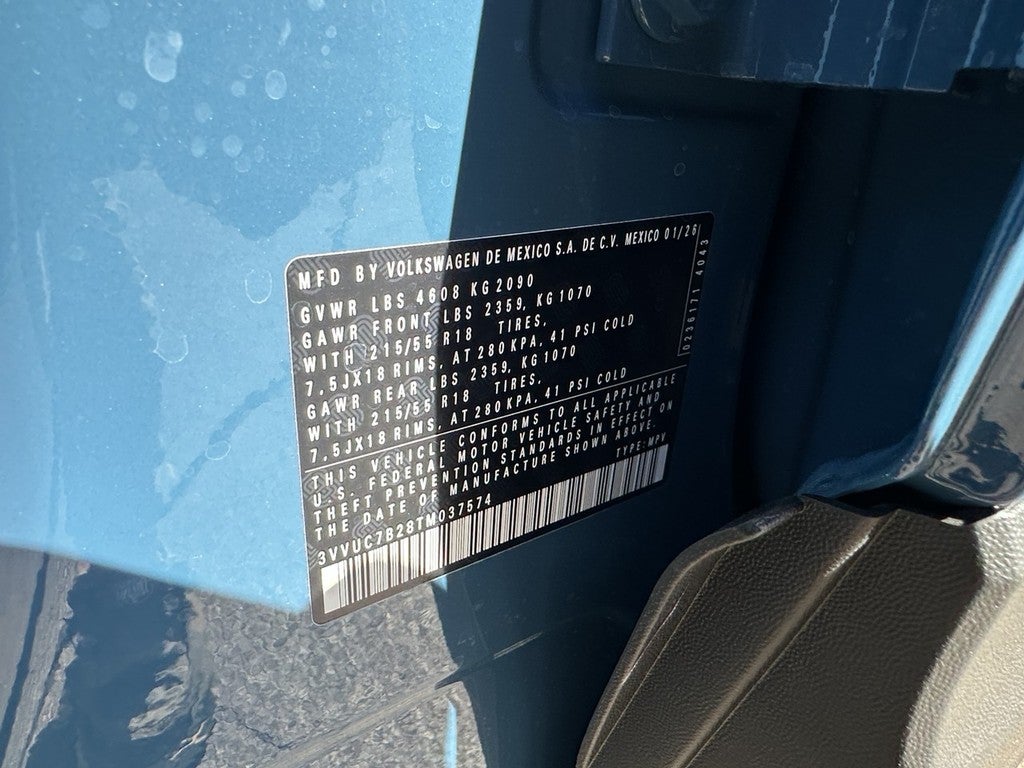 MFD BY VOLKSWAGEN DE MEXICO S.A. DE C.V. MEXICO 01/26
GVWR LBS 4608 KG 2090
GAWR FRONT LBS 2359, KG 1070
WITH 215/55 R18 TIRES,
7,5JX18 RIMS, AT 280 KPA, 41 PSI COLD
GAWR REAR LBS 2359, KG 1070
WITH 215/55 R18 TIRES,
7,5JX18 RIMS, AT 280 KPA, 41 PSI COLD
THIS VEHICLE CONFORMS TO ALL APPLICABLE
U.S. FEDERAL MOTOR VEHICLE SAFETY AND
THEFT PREVENTION STANDARDS IN EFFECT ON
THE DATE OF MANUFACTURE SHOWN ABOVE.
3VVUC7B28TM037574 TYPE: MPV
0236171 4043